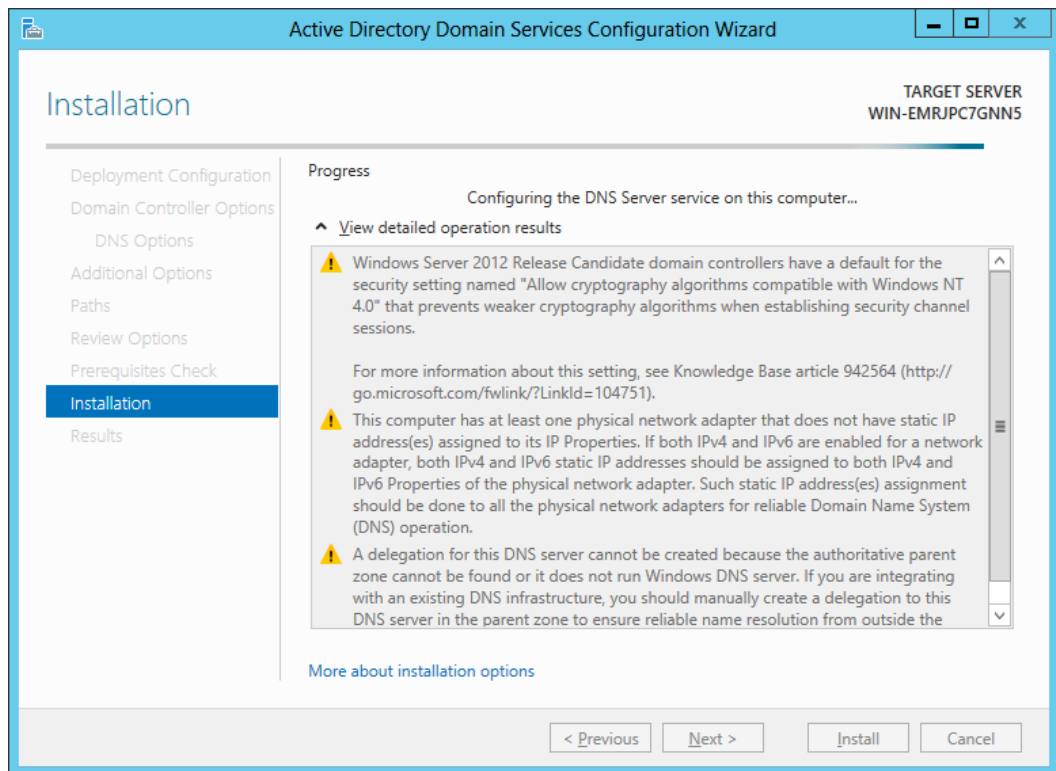 Active Directory Domain Services Configuration Wizard
Installation
TARGET SERVER
WIN-EMRJPC7GNN5
Deployment Configuration
Domain Controller Options
DNS Options
Additional Options
Paths
Review Options
Prerequisites Check
Installation
Results
Progress
Configuring the DNS Server service on this computer...
View detailed operation results
Windows Server 2012 Release Candidate domain controllers have a default for the
security setting named "Allow cryptography algorithms compatible with Windows NT
4.0" that prevents weaker cryptography algorithms when establishing security channel
sessions.
For more information about this setting, see Knowledge Base article 942564 (http://
go.microsoft.com/fwlink/?LinkId=104751).
This computer has at least one physical network adapter that does not have static IP
address(es) assigned to its IP Properties. If both IPv4 and IPv6 are enabled for a network
adapter, both IPv4 and IPv6 static IP addresses should be assigned to both IPv4 and
IPv6 Properties of the physical network adapter. Such static IP address(es) assignment
should be done to all the physical network adapters for reliable Domain Name System
(DNS) operation.
A delegation for this DNS server cannot be created because the authoritative parent
zone cannot be found or it does not run Windows DNS server. If you are integrating
with an existing DNS infrastructure, you should manually create a delegation to this
DNS server in the parent zone to ensure reliable name resolution from outside the
More about installation options
< Previous
Next >
Install
Cancel